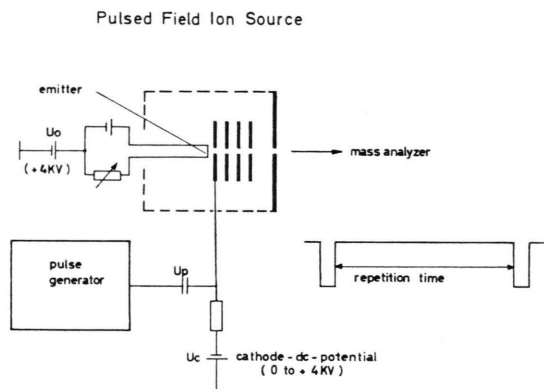 Pulsed Field Ion Source
emitter
Uo
(+4KV)
mass analyzer
pulse
generator
Up
repetition time
Uc
cathode-dc-potential
(0 to +4KV)